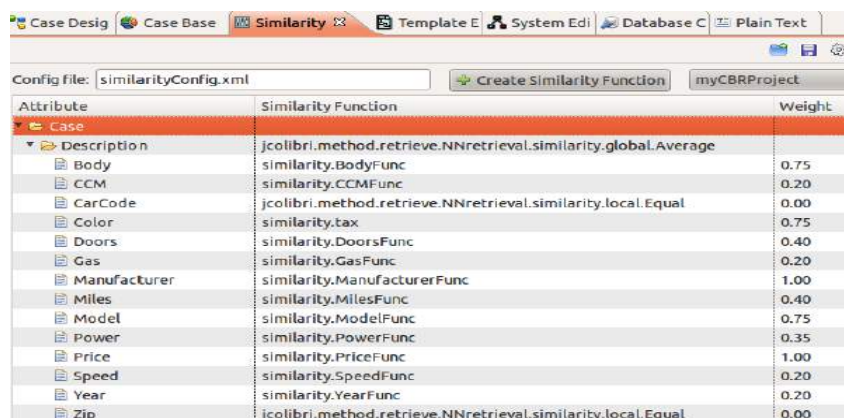 Case Desig Case Base Similarity Template E System Edi Database C Plain Text
Config file: similarityConfig.xml Create Similarity Function myCBRProject
Attribute Similarity Function Weight
Case
Description jcolibri.method.retrieve.NNretrieval.similarity.global.Average
Body similarity.BodyFunc 0.75
CCM similarity.CCMFunc 0.20
CarCode jcolibri.method.retrieve.NNretrieval.similarity.local.Equal 0.00
Color similarity.tax 0.75
Doors similarity.DoorsFunc 0.40
Gas similarity.GasFunc 0.20
Manufacturer similarity.ManufacturerFunc 1.00
Miles similarity.MilesFunc 0.40
Model similarity.ModelFunc 0.75
Power similarity.PowerFunc 0.35
Price similarity.PriceFunc 1.00
Speed similarity.SpeedFunc 0.20
Year similarity.YearFunc 0.20
Zip jcolibri.method.retrieve.NNretrieval.similarity.local.Equal 0.00